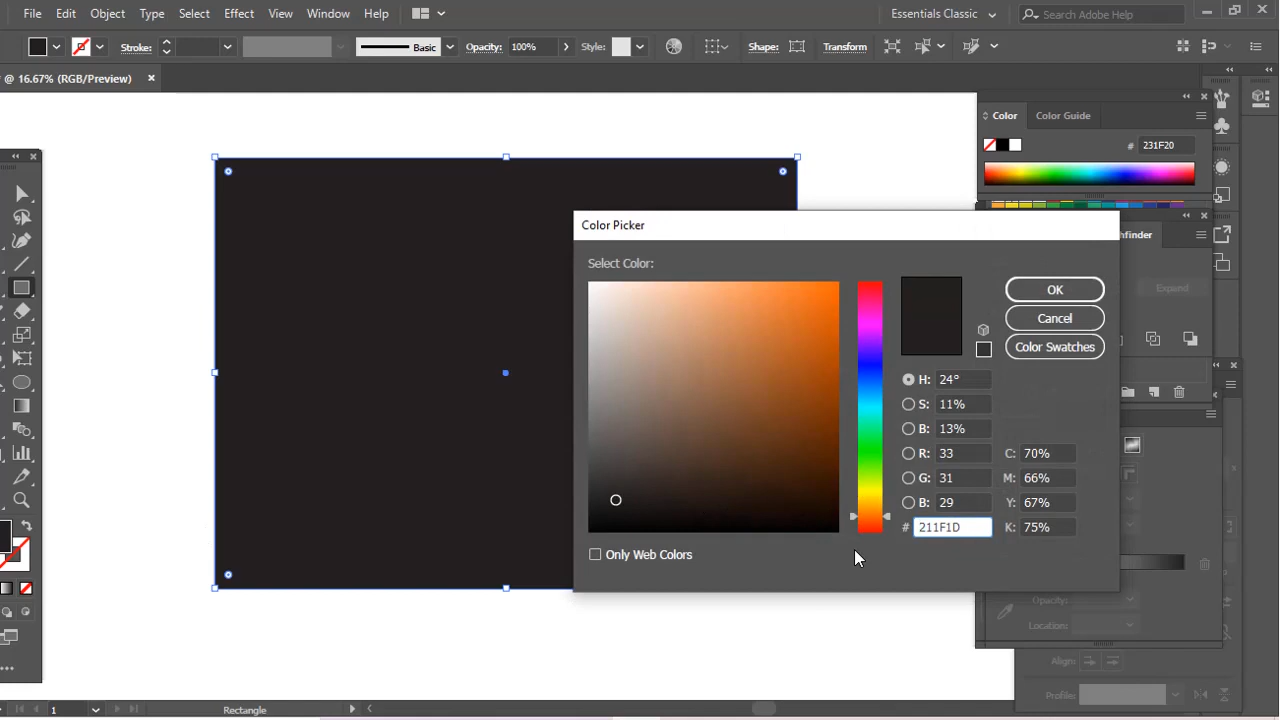 File Edit Object Type Select Effect View Window Help
Essentials Classic
Search Adobe Help
Stroke:
Basic
Opacity: 100%
Style:
Shape:
Transform
@ 16.67% (RGB/Preview)
Color Color Guide
# 231F20
Color Picker
Select Color:
OK
Cancel
Color Swatches
H: 24°
S: 11%
B: 13%
R: 33
G: 31
B: 29
# 211F1D
C: 70%
M: 66%
Y: 67%
K: 75%
Only Web Colors
hfinder
Expand
Opacity:
Location:
Align:
Profile:
1
Rectangle